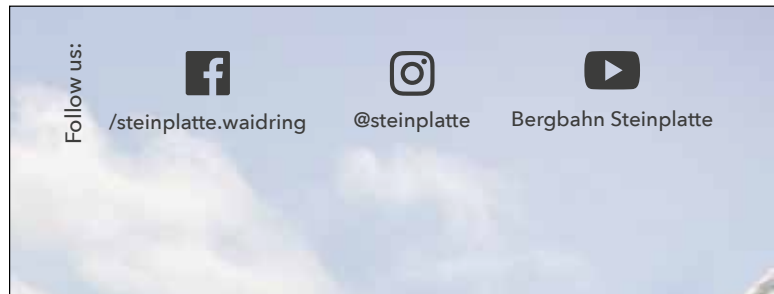 Follow us:
/steinplatte.waidring
@steinplatte
Bergbahn Steinplatte